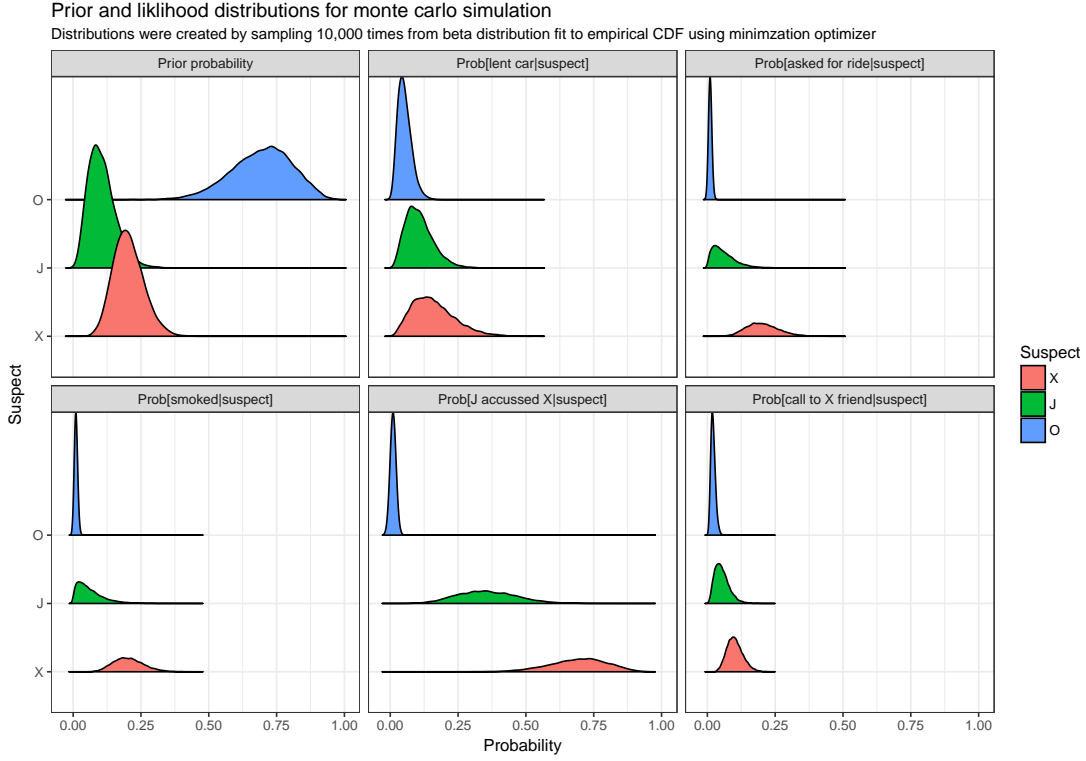 Prior and liklihood distributions for monte carlo simulation
Distributions were created by sampling 10,000 times from beta distribution fit to empirical CDF using minimzation optimizer
Prior probability
Prob[lent car|suspect]
Prob[asked for ride|suspect]
O
J
X
Prob[smoked|suspect]
Prob[J accussed X|suspect]
Prob[call to X friend|suspect]
O
J
X
0.00 0.25 0.50 0.75 1.00
0.00 0.25 0.50 0.75 1.00
0.00 0.25 0.50 0.75 1.00
Probability
Suspect
Suspect
X
J
O